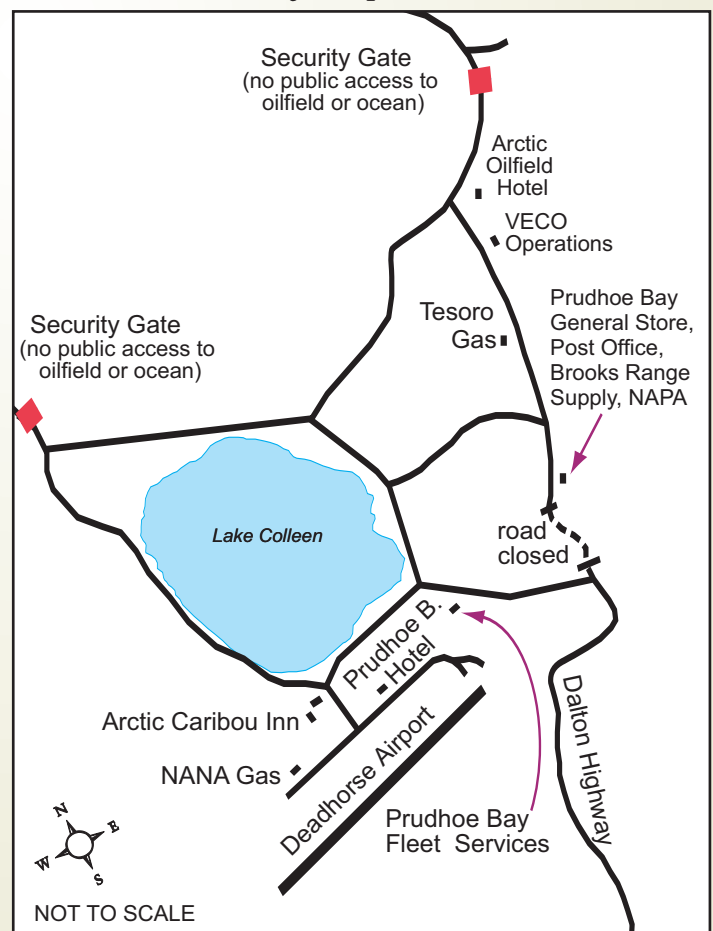 Security Gate
(no public access to
oilfield or ocean)
Arctic
Oilfield
Hotel
VECO
Operations
Prudhoe Bay
General Store,
Post Office,
Brooks Range
Supply, NAPA
Tesoro
Gas
Security Gate
(no public access to
oilfield or ocean)
Lake Colleen
road
closed
Prudhoe B.
Hotel
Arctic Caribou Inn
NANA Gas
Deadhorse Airport
Dalton Highway
Prudhoe Bay
Fleet Services
N
E
W
S
NOT TO SCALE